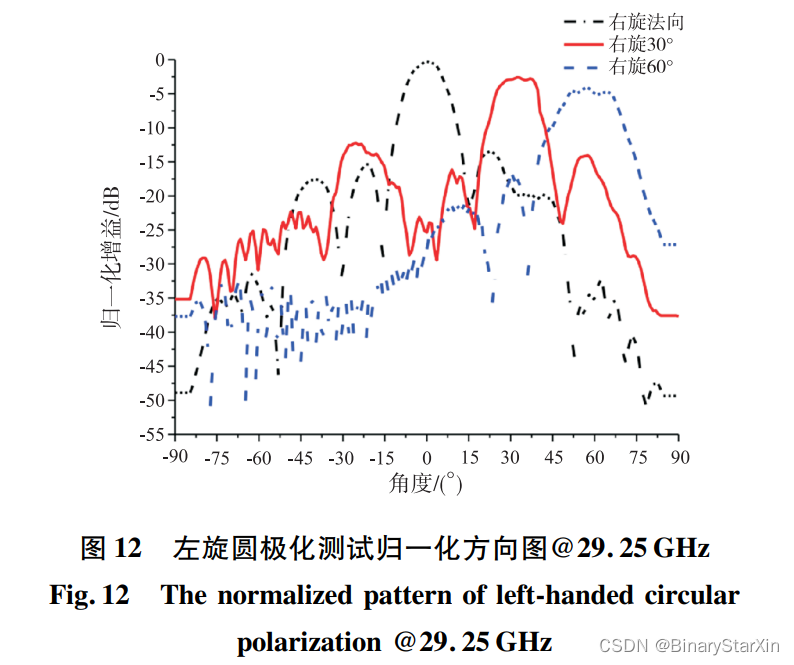 右旋法向
右旋30°
右旋60°
0
-5
-10
-15
-20
-25
-30
-35
-40
-45
-50
-55
归一化增益/dB
-90 -75 -60 -45 -30 -15 0 15 30 45 60 75 90
角度/(°)
图 12 左旋圆极化测试归一化方向图@29.25 GHz
Fig. 12 The normalized pattern of left-handed circular
polarization @29.25 GHz
CSDN @BinaryStarXin